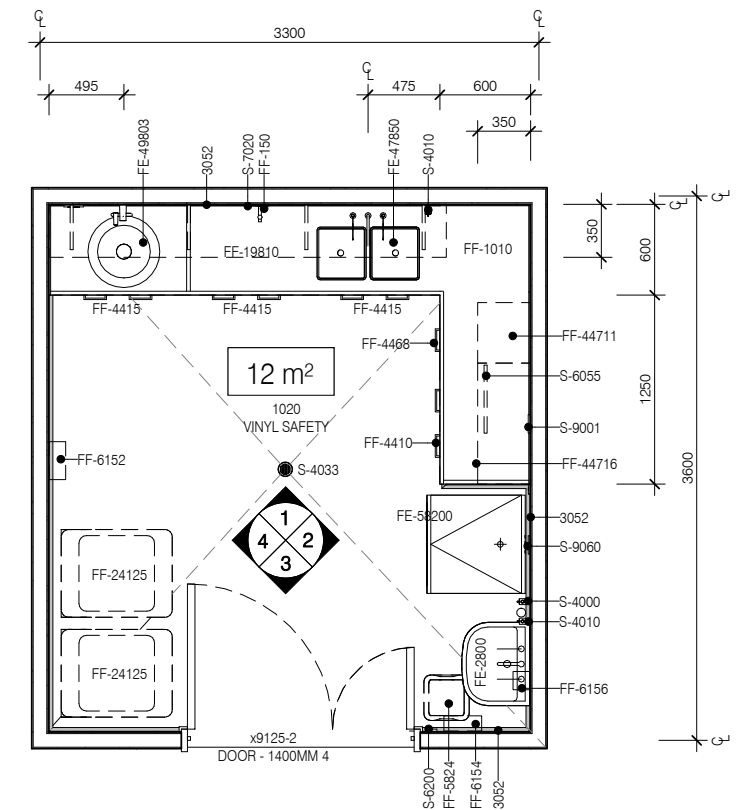 ℄
℄
3300
℄
495
475
600
350
FE-49803
3052
S-7020
FF-150
FE-47850
S-4010
℄
℄
350
600
FF-19810
FF-1010
FF-4415
FF-4415
FF-4415
FF-4468
FF-44711
12 m²
S-6055
1250
1020
VINYL SAFETY
S-9001
FF-4410
FF-6152
S-4033
FF-44716
3600
FE-58200
3052
1
4
2
3
S-9060
FF-24125
S-4000
S-4010
FE-2800
FF-24125
FF-6156
x9125-2
DOOR - 1400MM 4
℄
S-6200
FF-5824
FF-6154
3052